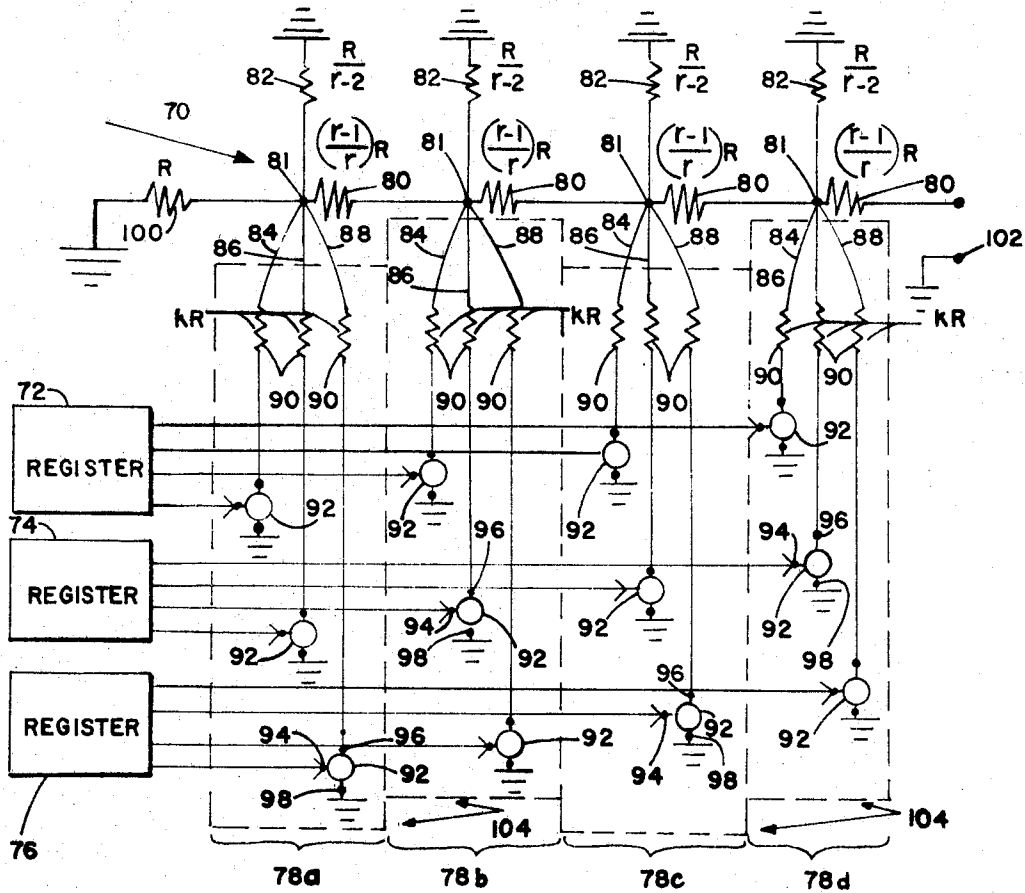 R/r-2 R/r-2 R/r-2 R/r-2
82 82 82 82
70
(r-1/r)R (r-1/r)R (r-1/r)R (r-1/r)R
R 81 80 81 80 81 80 81 80
100 84 88 84 88 84 88 84 88 102
86 86 86 86
kR kR kR
90 90 90 90 90 90 90 90
72
REGISTER
92 92 92 92
74
REGISTER
96 94 96
92 94 98 92 92 92 98
REGISTER
96
94 96 92 92 92 92
98 94 98
76
104 104
78a 78b 78c 78d